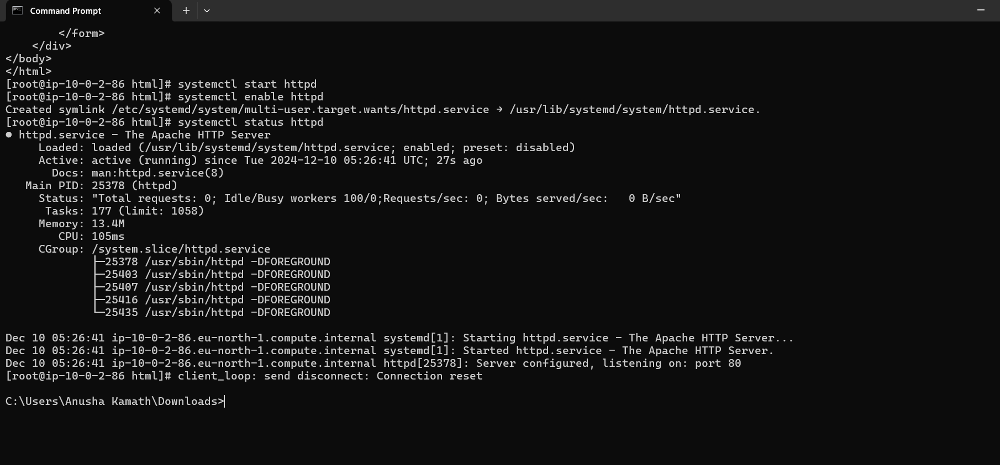 Command Prompt
</form>
</div>
</body>
</html>
[root@ip-10-0-2-86 html]# systemctl start httpd
[root@ip-10-0-2-86 html]# systemctl enable httpd
Created symlink /etc/systemd/system/multi-user.target.wants/httpd.service → /usr/lib/systemd/system/httpd.service.
[root@ip-10-0-2-86 html]# systemctl status httpd
● httpd.service - The Apache HTTP Server
Loaded: loaded (/usr/lib/systemd/system/httpd.service; enabled; preset: disabled)
Active: active (running) since Tue 2024-12-10 05:26:41 UTC; 27s ago
Docs: man:httpd.service(8)
Main PID: 25378 (httpd)
Status: "Total requests: 0; Idle/Busy workers 100/0;Requests/sec: 0; Bytes served/sec:   0 B/sec"
Tasks: 177 (limit: 1058)
Memory: 13.4M
CPU: 105ms
CGroup: /system.slice/httpd.service
├─25378 /usr/sbin/httpd -DFOREGROUND
├─25403 /usr/sbin/httpd -DFOREGROUND
├─25407 /usr/sbin/httpd -DFOREGROUND
├─25416 /usr/sbin/httpd -DFOREGROUND
└─25435 /usr/sbin/httpd -DFOREGROUND
Dec 10 05:26:41 ip-10-0-2-86.eu-north-1.compute.internal systemd[1]: Starting httpd.service - The Apache HTTP Server...
Dec 10 05:26:41 ip-10-0-2-86.eu-north-1.compute.internal systemd[1]: Started httpd.service - The Apache HTTP Server.
Dec 10 05:26:41 ip-10-0-2-86.eu-north-1.compute.internal httpd[25378]: Server configured, listening on: port 80
[root@ip-10-0-2-86 html]# client_loop: send disconnect: Connection reset
C:\Users\Anusha Kamath\Downloads>